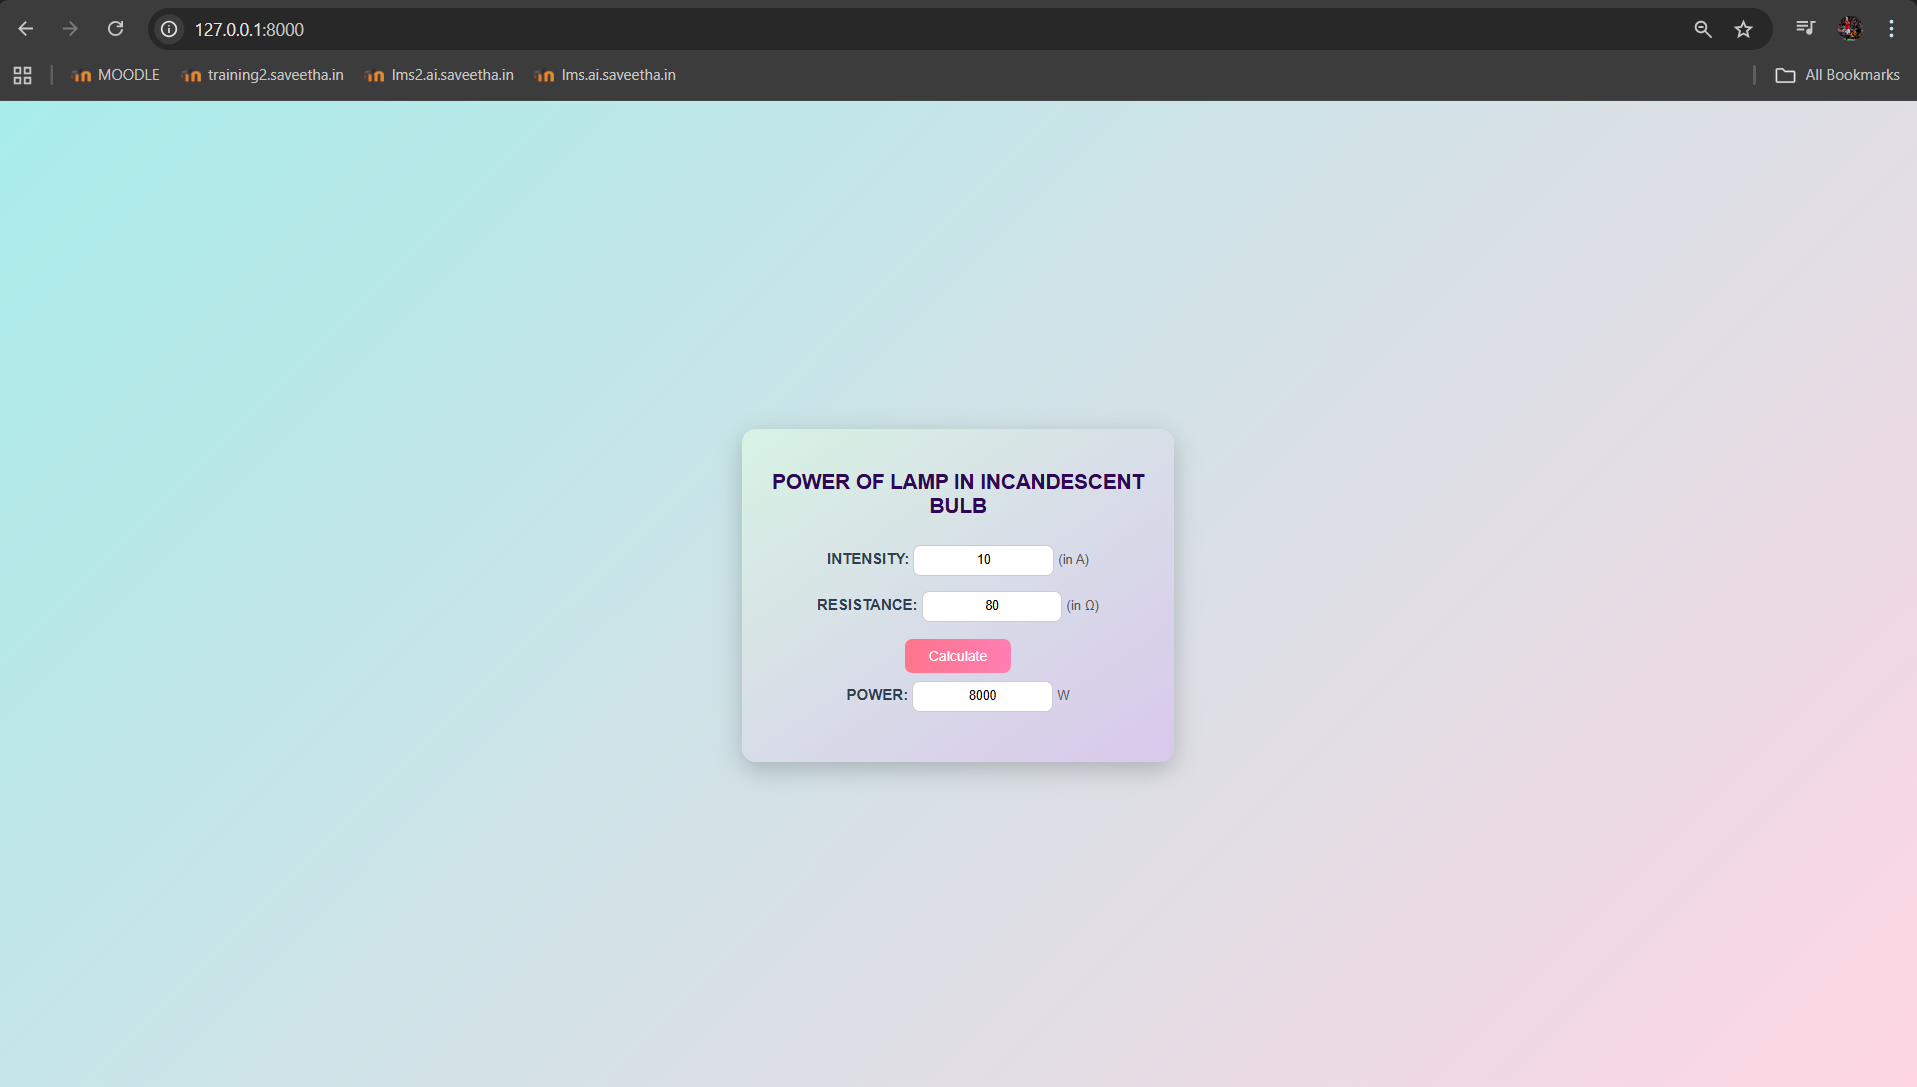 127.0.0.1:8000
MOODLE training2.saveetha.in lms2.ai.saveetha.in lms.ai.saveetha.in All Bookmarks
POWER OF LAMP IN INCANDESCENT
BULB
INTENSITY: 10 (in A)
RESISTANCE: 80 (in Ω)
Calculate
POWER: 8000 W